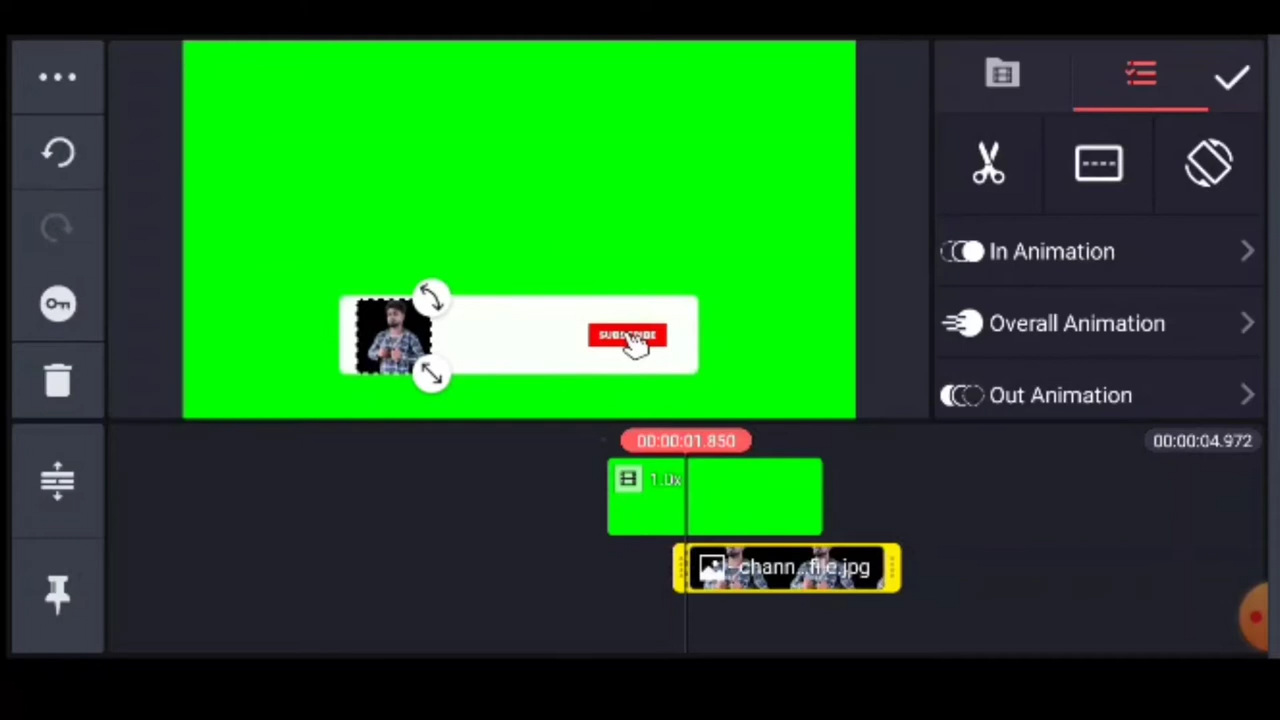 SUBSCRIBE
In Animation
Overall Animation
Out Animation
00:00:01.850
00:00:04.972
1.0x
chann..file.jpg